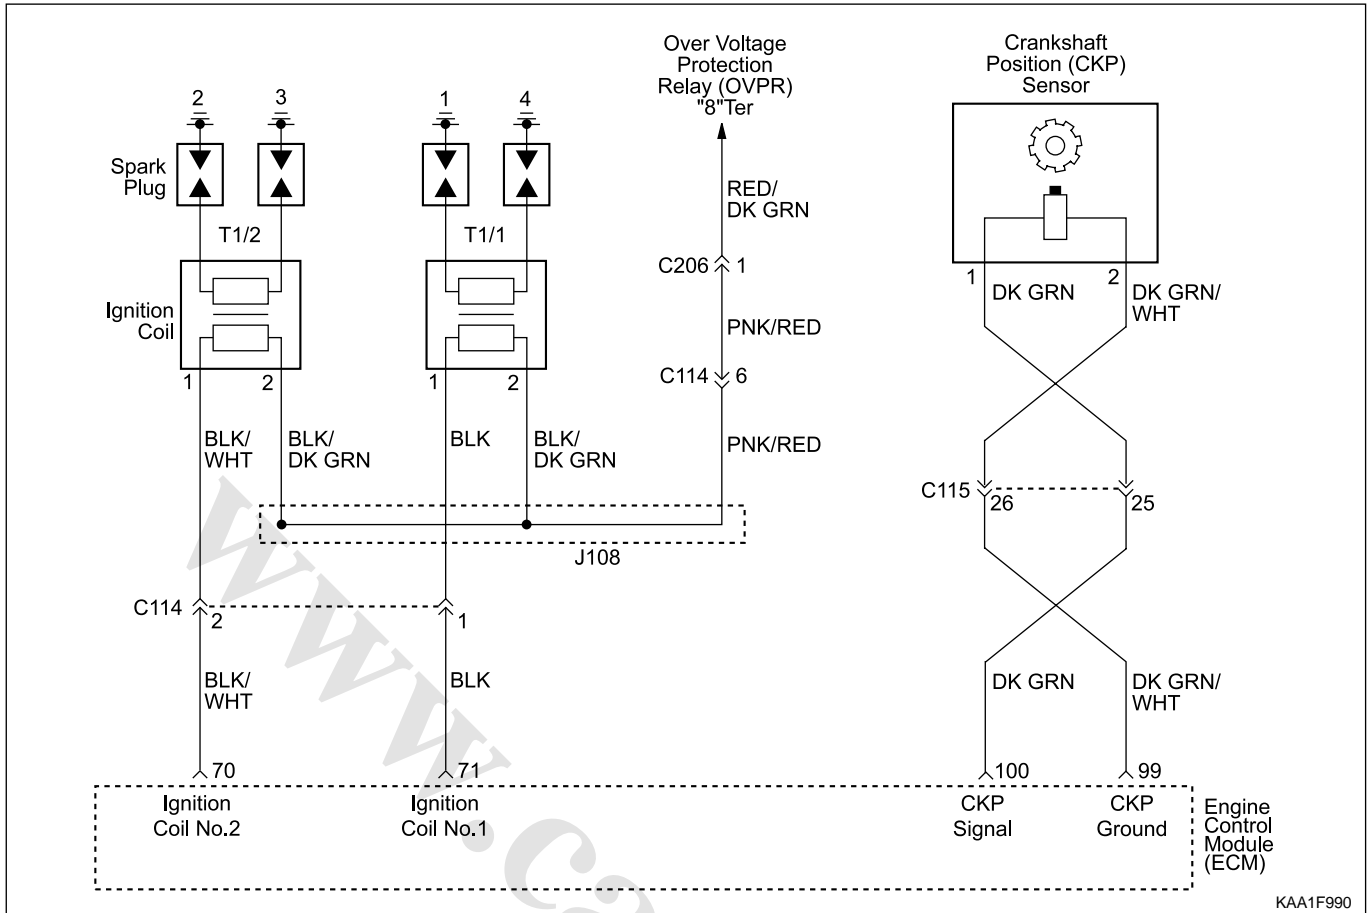 Over Voltage
Protection
Relay (OVPR)
"8"Ter
Crankshaft
Position (CKP)
Sensor
2
3
1
4
Spark
Plug
T1/2
T1/1
RED/
DK GRN
C206
1
1
2
DK GRN
DK GRN/
WHT
Ignition
Coil
PNK/RED
1
2
1
2
C114
6
BLK/
WHT
BLK/
DK GRN
BLK
BLK/
DK GRN
PNK/RED
C115
26
25
J108
C114
2
1
BLK/
WHT
BLK
DK GRN
DK GRN/
WHT
70
71
100
99
Ignition
Coil No.2
Ignition
Coil No.1
CKP
Signal
CKP
Ground
Engine
Control
Module
(ECM)
www.ca
KAA1F990